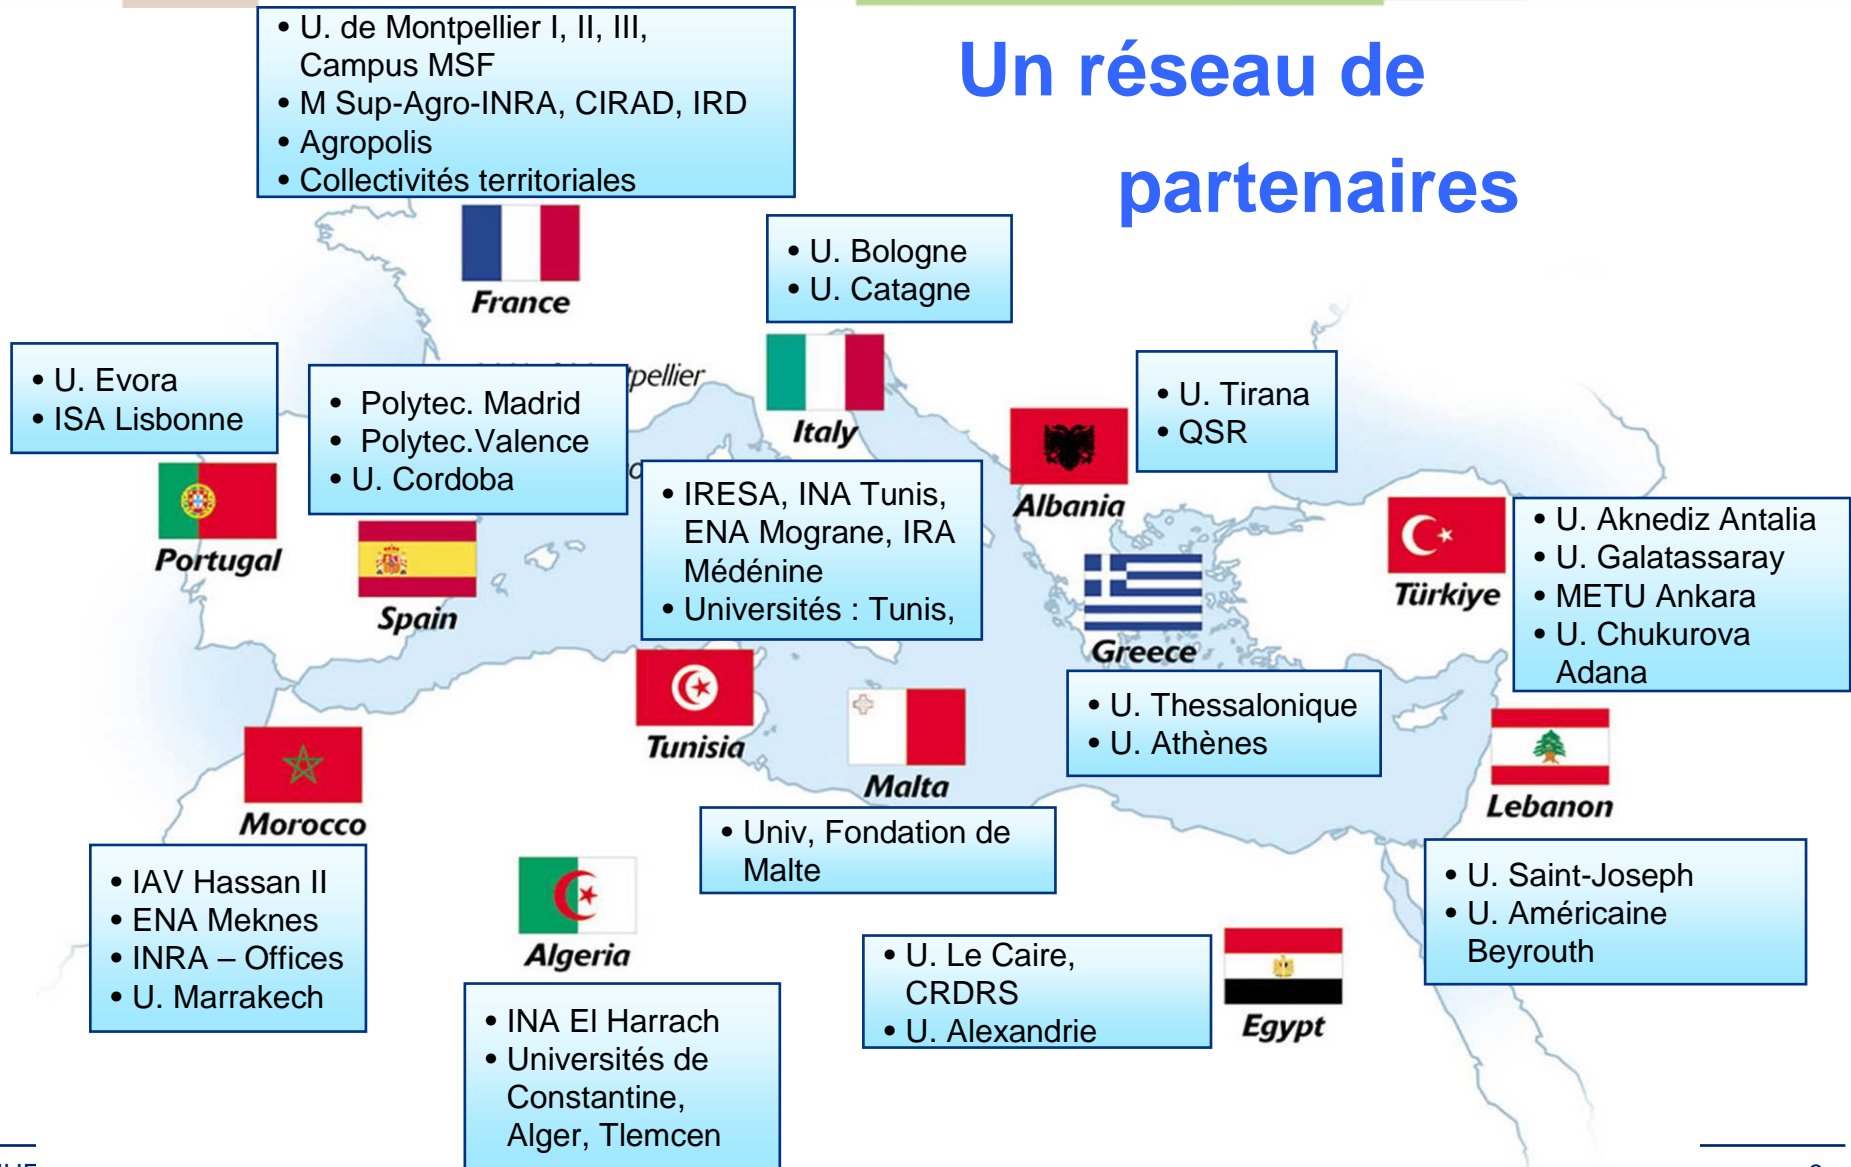 • U. de Montpellier I, II, III,
Campus MSF
• M Sup-Agro-INRA, CIRAD, IRD
• Agropolis
• Collectivités territoriales
Un réseau de
partenaires
France
• U. Bologne
• U. Catagne
Italy
• U. Evora
• ISA Lisbonne
Portugal
• Polytec. Madrid
• Polytec.Valence
• U. Cordoba
Spain
pellier
• U. Tirana
• QSR
Albania
• IRESA, INA Tunis,
ENA Mograne, IRA
Médénine
• Universités : Tunis,
Tunisia
Greece
• U. Thessalonique
• U. Athènes
Türkiye
• U. Aknediz Antalia
• U. Galatassaray
• METU Ankara
• U. Chukurova
Adana
Malta
• Univ, Fondation de
Malte
Lebanon
• U. Saint-Joseph
• U. Américaine
Beyrouth
Morocco
• IAV Hassan II
• ENA Meknes
• INRA – Offices
• U. Marrakech
Algeria
• INA El Harrach
• Universités de
Constantine,
Alger, Tlemcen
• U. Le Caire,
CRDRS
• U. Alexandrie
Egypt